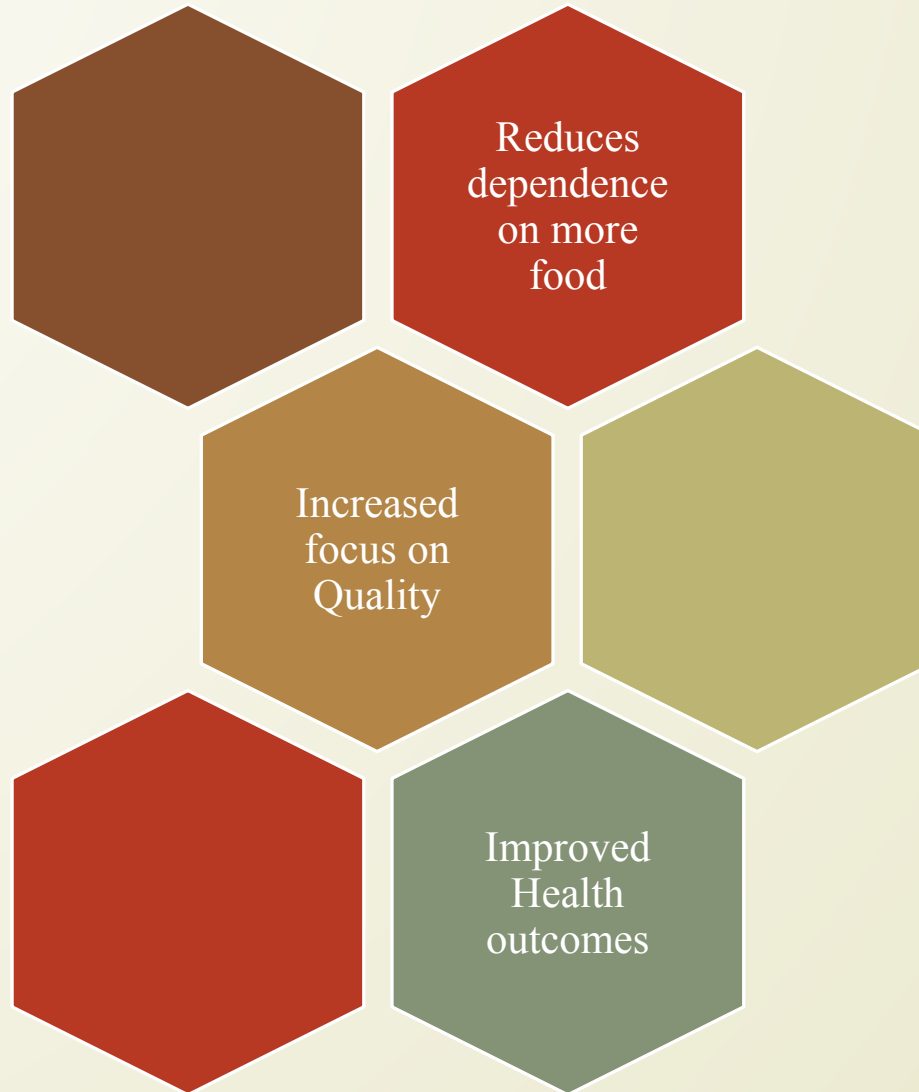 Reduces
dependence
on more
food
Increased
focus on
Quality
Improved
Health
outcomes